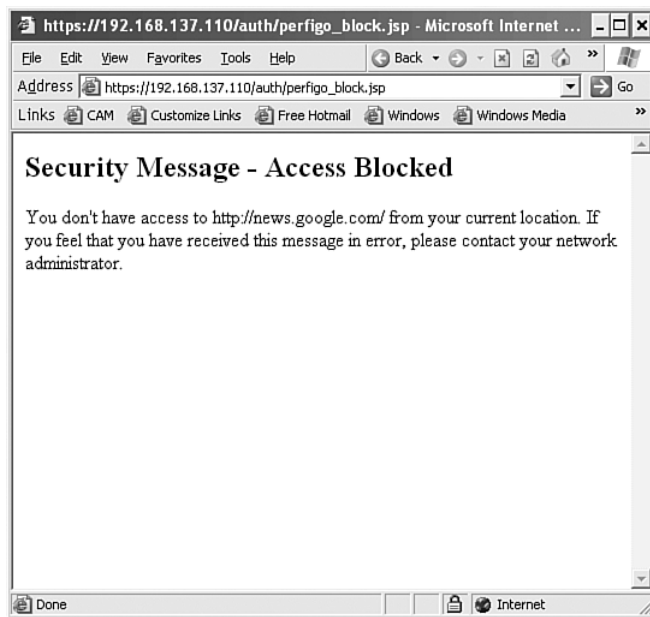 https://192.168.137.110/auth/perfigo_block.jsp - Microsoft Internet ...
File Edit View Favorites Tools Help Back »
Address https://192.168.137.110/auth/perfigo_block.jsp Go
Links CAM Customize Links Free Hotmail Windows Windows Media »
Security Message - Access Blocked
You don't have access to http://news.google.com/ from your current location. If
you feel that you have received this message in error, please contact your network
administrator.
Done Internet